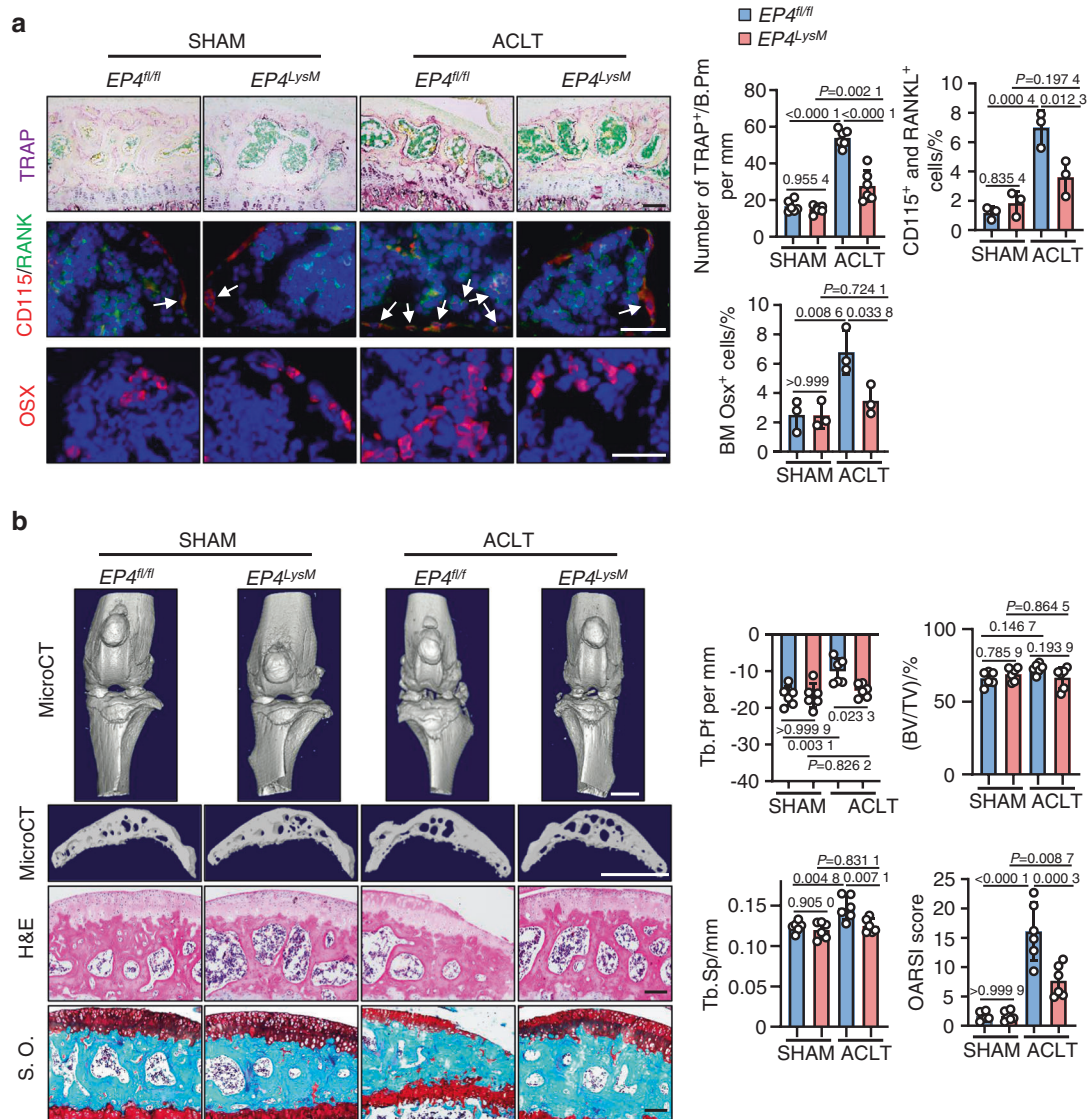 a
SHAM
ACLT
EP4fl/fl
EP4LysM
EP4fl/fl
EP4LysM
TRAP
CD115/RANK
OSX
EP4fl/fl
EP4LysM
Number of TRAP+/B.Pm
per mm
80
60
40
20
0
P=0.002 1
<0.000 1
<0.000 1
0.955 4
SHAM
ACLT
CD115+ and RANKL+
cells/%
10
8
6
4
2
0
P=0.197 4
0.000 4
0.012 3
0.835 4
SHAM
ACLT
BM Osx+ cells/%
10
8
6
4
2
0
P=0.724 1
0.008 6
0.033 8
>0.999
SHAM
ACLT
b
SHAM
ACLT
EP4fl/fl
EP4LysM
EP4fl/f
EP4LysM
MicroCT
MicroCT
H&E
S. O.
Tb.Pf per mm
0
-10
-20
-30
-40
0.023 3
>0.999 9
0.003 1
P=0.826 2
SHAM
ACLT
(BV/TV)/%
100
50
0
P=0.864 5
0.146 7
0.785 9
0.193 9
SHAM
ACLT
Tb.Sp/mm
0.15
0.10
0.05
0
P=0.831 1
0.004 8
0.007 1
0.905 0
SHAM
ACLT
OARSI score
25
20
15
10
5
0
P=0.008 7
<0.000 1
0.000 3
>0.999 9
SHAM
ACLT